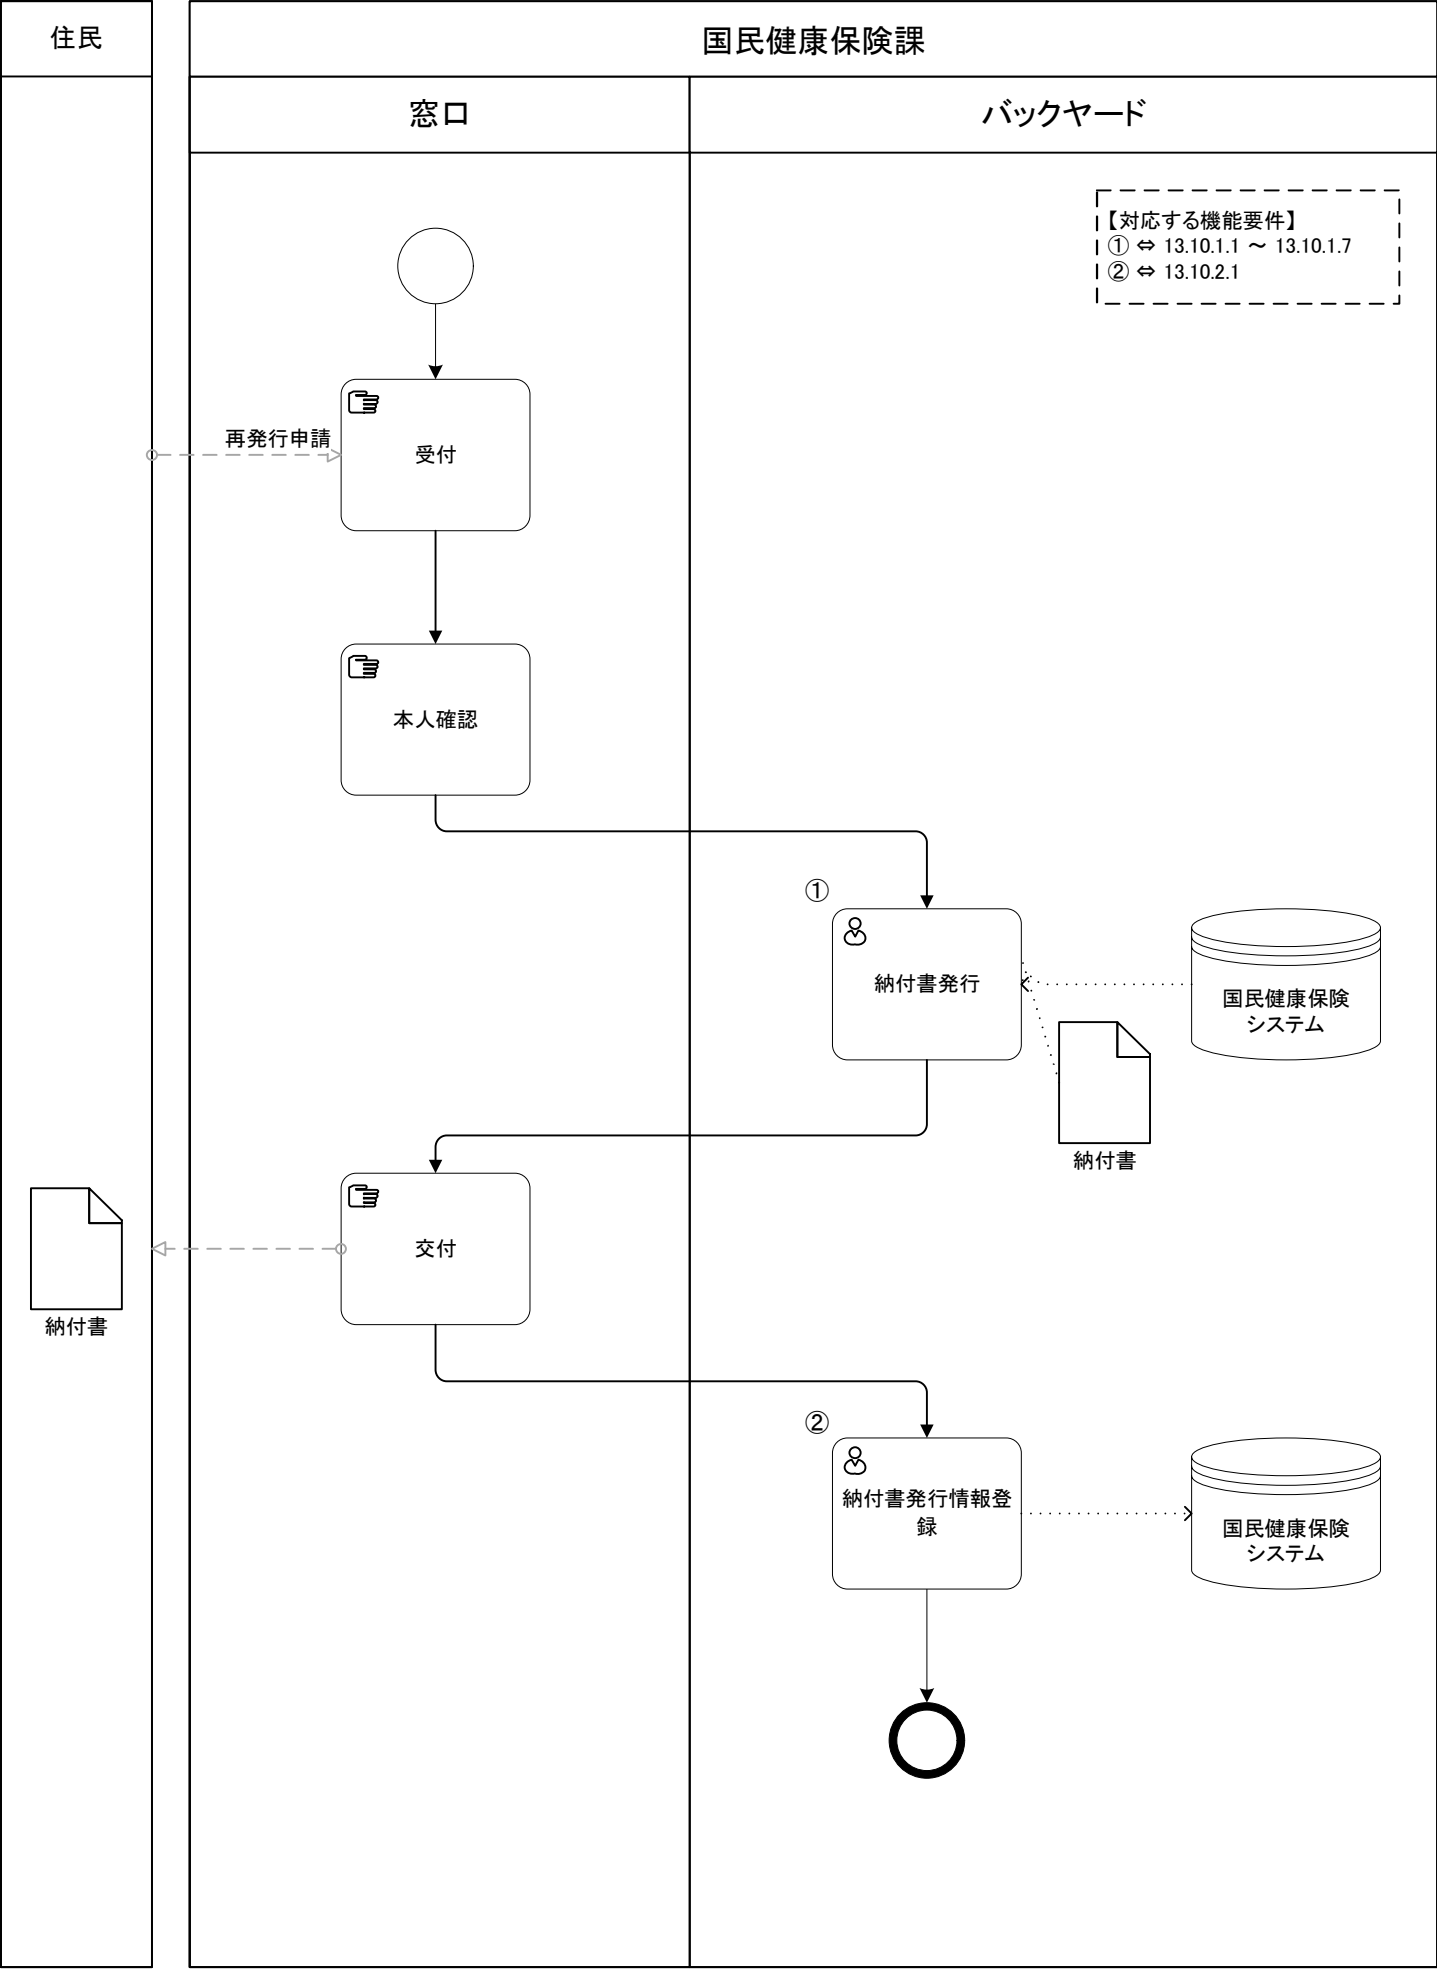 住民
国民健康保険課
窓口
バックヤード
【対応する機能要件】
① ⇔ 13.10.1.1 ～ 13.10.1.7
② ⇔ 13.10.2.1
再発行申請
受付
本人確認
①
納付書発行
国民健康保険
システム
納付書
交付
納付書
②
納付書発行情報登
録
国民健康保険
システム